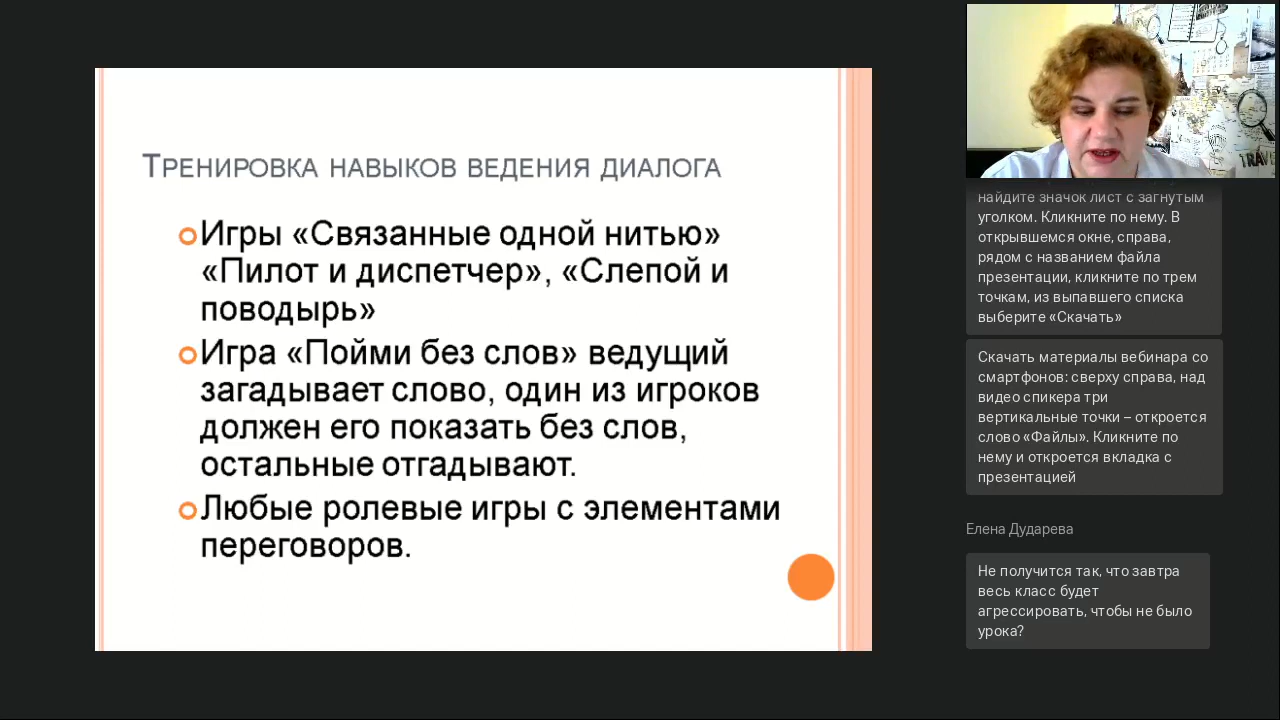 Тренировка навыков ведения диалога
Игры «Связанные одной нитью»
«Пилот и диспетчер», «Слепой и
поводырь»
Игра «Пойми без слов» ведущий
загадывает слово, один из игроков
должен его показать без слов,
остальные отгадывают.
Любые ролевые игры с элементами
переговоров.
TRAV
найдите значок лист с загнутым
уголком. Кликните по нему. В
открывшемся окне, справа,
рядом с названием файла
презентации, кликните по трем
точкам, из выпавшего списка
выберите «Скачать»
Скачать материалы вебинара со
смартфонов: сверху справа, над
видео спикера три
вертикальные точки – откроется
слово «Файлы». Кликните по
нему и откроется вкладка с
презентацией
Елена Дударева
Не получится так, что завтра
весь класс будет
агрессировать, чтобы не было
урока?